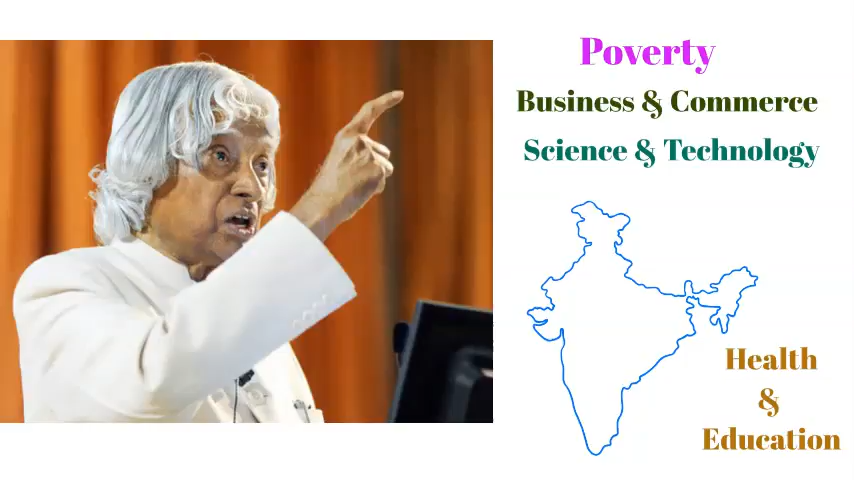 Poverty
Business & Commerce
Science & Technology
Health
&
Education